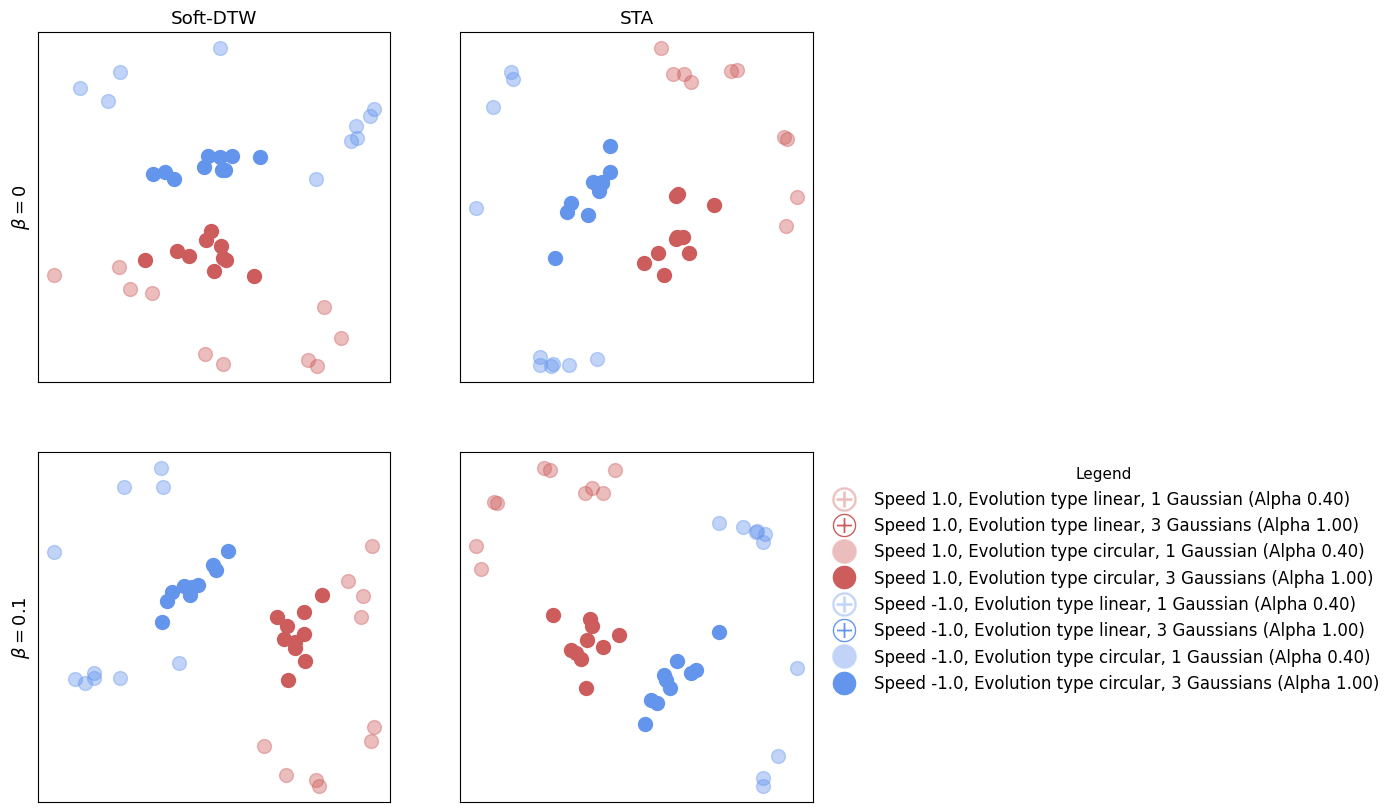 Soft-DTW
STA
β = 0
β = 0.1
Legend
Speed 1.0, Evolution type linear, 1 Gaussian (Alpha 0.40)
Speed 1.0, Evolution type linear, 3 Gaussians (Alpha 1.00)
Speed 1.0, Evolution type circular, 1 Gaussian (Alpha 0.40)
Speed 1.0, Evolution type circular, 3 Gaussians (Alpha 1.00)
Speed -1.0, Evolution type linear, 1 Gaussian (Alpha 0.40)
Speed -1.0, Evolution type linear, 3 Gaussians (Alpha 1.00)
Speed -1.0, Evolution type circular, 1 Gaussian (Alpha 0.40)
Speed -1.0, Evolution type circular, 3 Gaussians (Alpha 1.00)